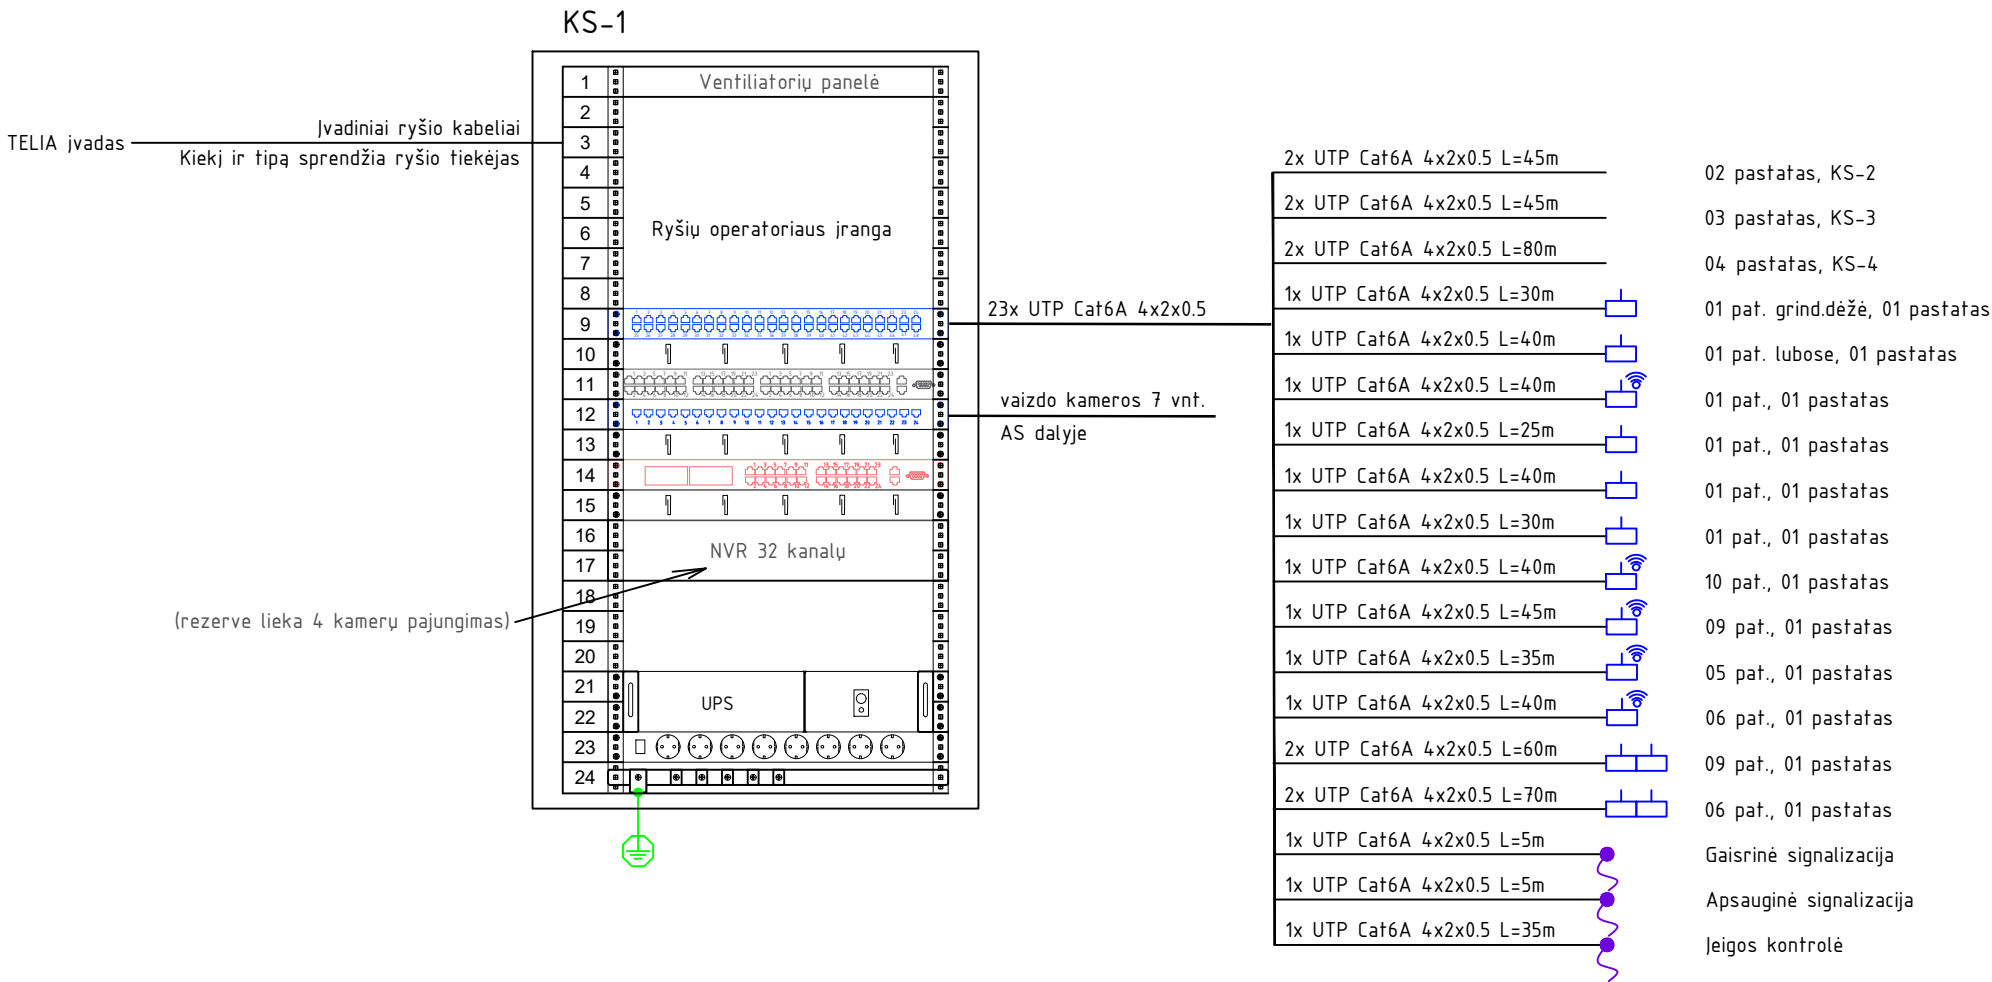 KS-1
TELIA įvadas
Įvadiniai ryšio kabeliai
Kiekį ir tipą sprendžia ryšio tiekėjas
1
Ventiliatorių panelė
2
3
4
5
6
7
8
Ryšių operatoriaus įranga
9
10
11
12
13
14
15
16
17
NVR 32 kanalų
18
19
20
(rezerve lieka 4 kamerų pajungimas)
21
22
UPS
23
24
23x UTP Cat6A 4x2x0.5
vaizdo kameros 7 vnt.
AS dalyje
2x UTP Cat6A 4x2x0.5 L=45m
02 pastatas, KS-2
2x UTP Cat6A 4x2x0.5 L=45m
03 pastatas, KS-3
2x UTP Cat6A 4x2x0.5 L=80m
04 pastatas, KS-4
1x UTP Cat6A 4x2x0.5 L=30m
01 pat. grind.dėžė, 01 pastatas
1x UTP Cat6A 4x2x0.5 L=40m
01 pat. lubose, 01 pastatas
1x UTP Cat6A 4x2x0.5 L=40m
01 pat., 01 pastatas
1x UTP Cat6A 4x2x0.5 L=25m
01 pat., 01 pastatas
1x UTP Cat6A 4x2x0.5 L=40m
01 pat., 01 pastatas
1x UTP Cat6A 4x2x0.5 L=30m
01 pat., 01 pastatas
1x UTP Cat6A 4x2x0.5 L=40m
10 pat., 01 pastatas
1x UTP Cat6A 4x2x0.5 L=45m
09 pat., 01 pastatas
1x UTP Cat6A 4x2x0.5 L=35m
05 pat., 01 pastatas
1x UTP Cat6A 4x2x0.5 L=40m
06 pat., 01 pastatas
2x UTP Cat6A 4x2x0.5 L=60m
09 pat., 01 pastatas
2x UTP Cat6A 4x2x0.5 L=70m
06 pat., 01 pastatas
1x UTP Cat6A 4x2x0.5 L=5m
Gaisrinė signalizacija
1x UTP Cat6A 4x2x0.5 L=5m
Apsauginė signalizacija
1x UTP Cat6A 4x2x0.5 L=35m
Įeigos kontrolė